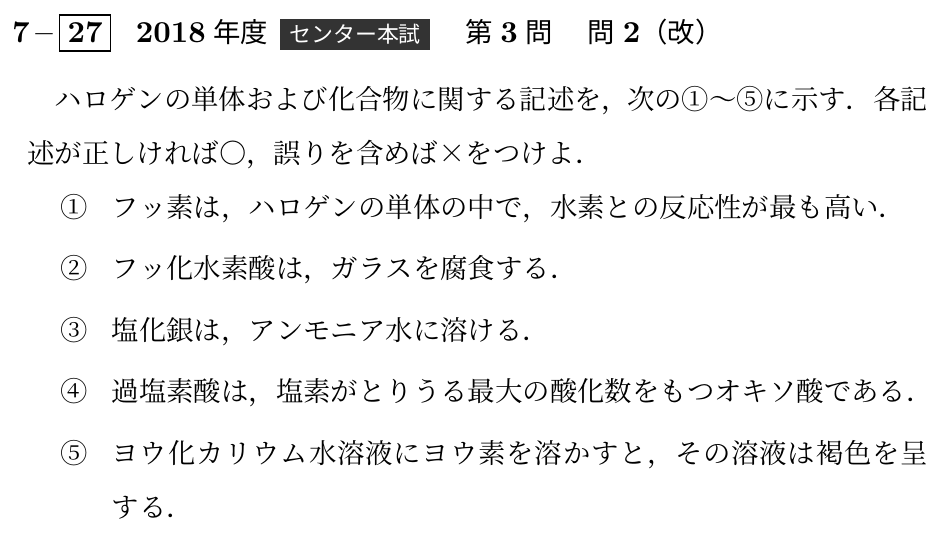 7－27 2018 年度 センター本試 第 3 問 問 2（改）
ハロゲンの単体および化合物に関する記述を，次の①～⑤に示す．各記
述が正しければ○，誤りを含めば×をつけよ．
① フッ素は，ハロゲンの単体の中で，水素との反応性が最も高い．
② フッ化水素酸は，ガラスを腐食する．
③ 塩化銀は，アンモニア水に溶ける．
④ 過塩素酸は，塩素がとりうる最大の酸化数をもつオキソ酸である．
⑤ ヨウ化カリウム水溶液にヨウ素を溶かすと，その溶液は褐色を呈
する．